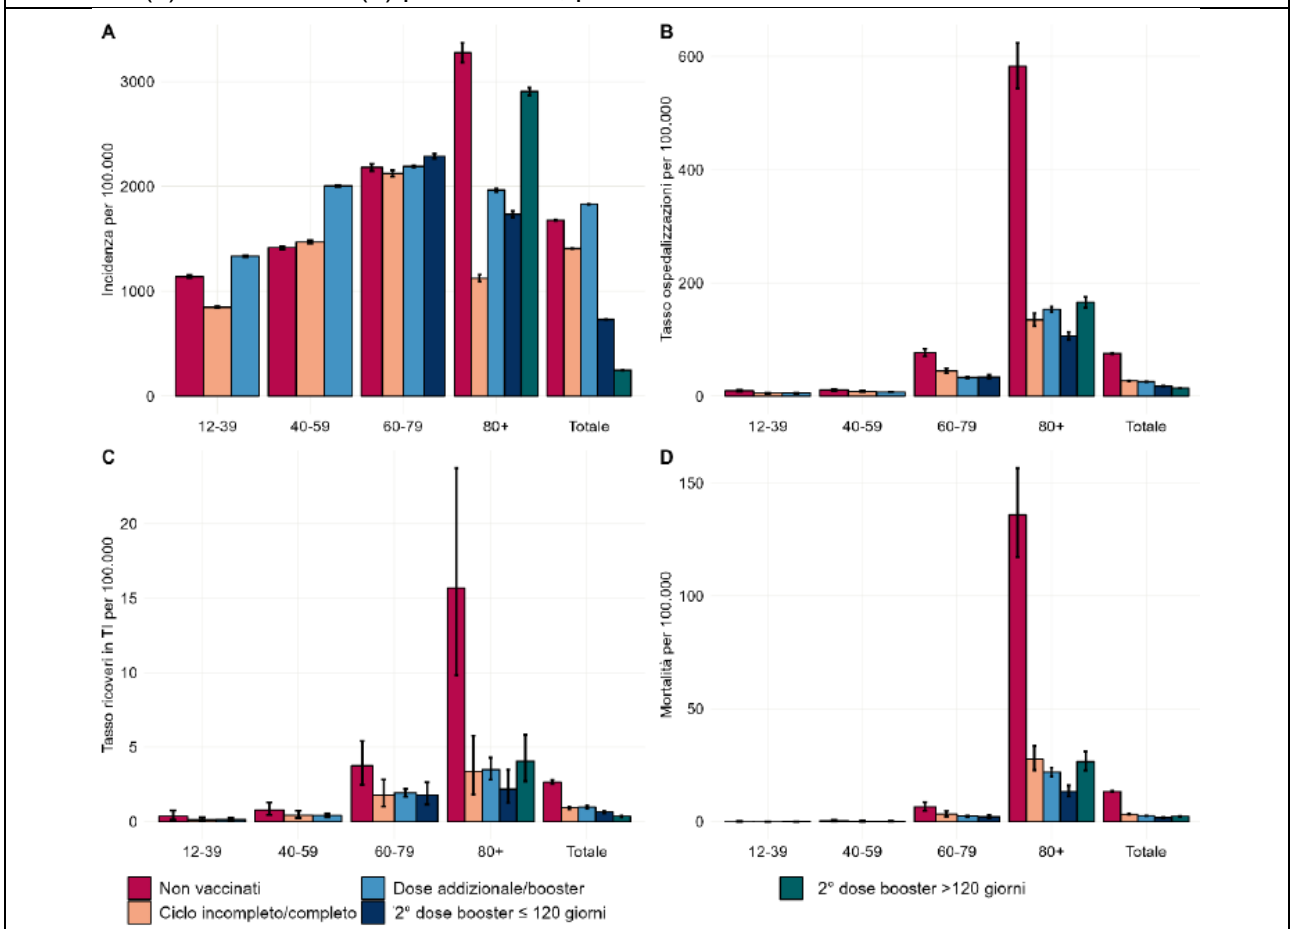 A
Incidenza per 100.000
3000
2000
1000
0
12-39 40-59 60-79 80+ Totale
B
Tasso ospedalizzazioni per 100.000
600
400
200
0
12-39 40-59 60-79 80+ Totale
C
Tasso ricoveri in TI per 100.000
20
15
10
5
0
12-39 40-59 60-79 80+ Totale
D
Mortalità per 100.000
150
100
50
0
12-39 40-59 60-79 80+ Totale
Non vaccinati
Ciclo incompleto/completo
Dose addizionale/booster
2° dose booster ≤ 120 giorni
2° dose booster >120 giorni